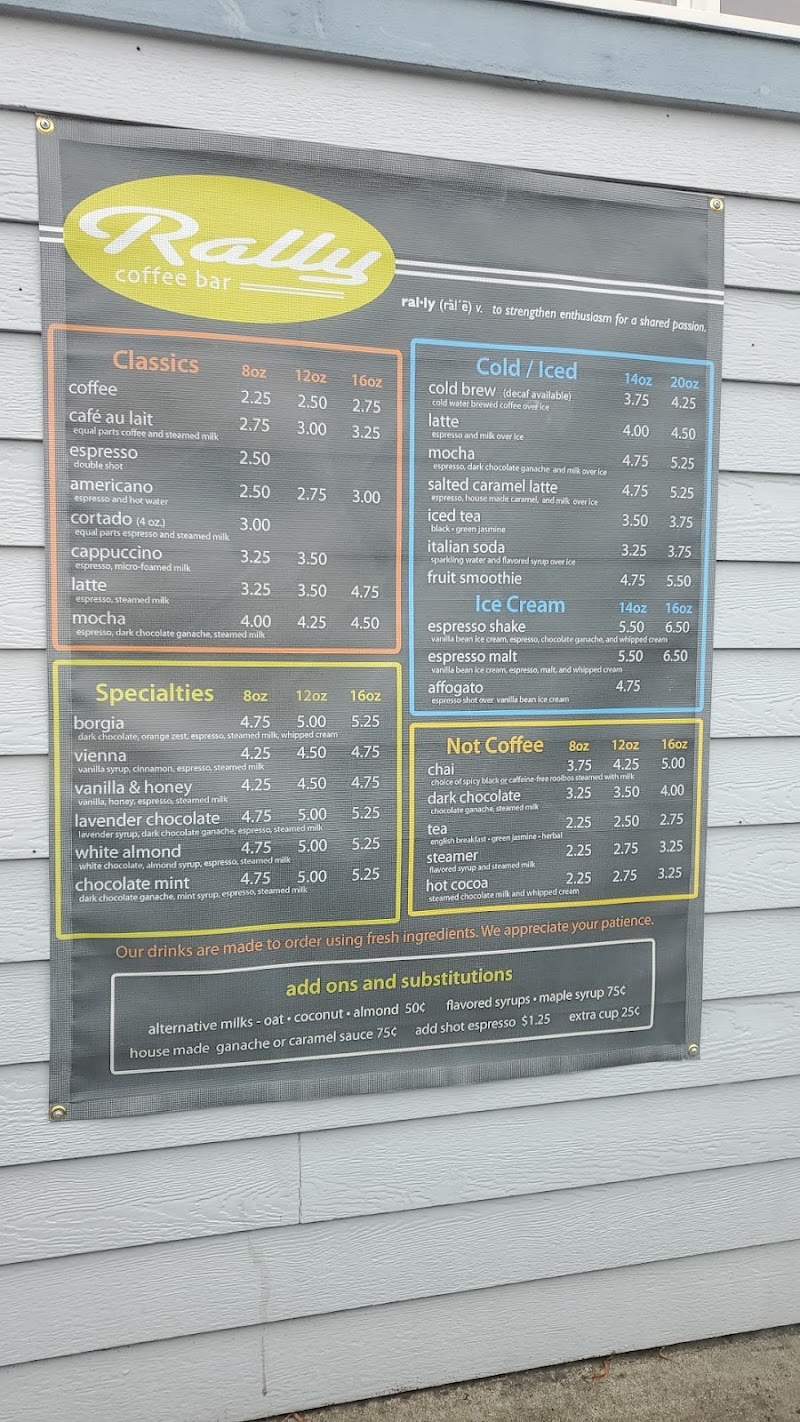 Rally
coffee bar
ral·ly (răl´ē) v. to strengthen enthusiasm for a shared passion.
Classics 8oz 12oz 16oz
coffee 2.25 2.50 2.75
café au lait 2.75 3.00 3.25
equal parts coffee and steamed milk
espresso 2.50
double shot
americano 2.50 2.75 3.00
espresso and hot water
cortado (4 oz.) 3.00
equal parts espresso and steamed milk
cappuccino 3.25 3.50
espresso, micro-foamed milk
latte 3.25 3.50 4.75
espresso, steamed milk
mocha 4.00 4.25 4.50
espresso, dark chocolate ganache, steamed milk
Specialties 8oz 12oz 16oz
borgia 4.75 5.00 5.25
dark chocolate, orange zest, espresso, steamed milk, whipped cream
vienna 4.25 4.50 4.75
vanilla syrup, cinnamon, espresso, steamed milk
vanilla & honey 4.25 4.50 4.75
vanilla, honey, espresso, steamed milk
lavender chocolate 4.75 5.00 5.25
lavender syrup, dark chocolate ganache, espresso, steamed milk
white almond 4.75 5.00 5.25
white chocolate, almond syrup, espresso, steamed milk
chocolate mint 4.75 5.00 5.25
dark chocolate ganache, mint syrup, espresso, steamed milk
Cold / Iced 14oz 20oz
cold brew (decaf available) 3.75 4.25
cold water brewed coffee over ice
latte 4.00 4.50
espresso and milk over ice
mocha 4.75 5.25
espresso, dark chocolate ganache and milk over ice
salted caramel latte 4.75 5.25
espresso, house made caramel, and milk over ice
iced tea 3.50 3.75
black • green jasmine
italian soda 3.25 3.75
sparkling water and flavored syrup over ice
fruit smoothie 4.75 5.50
Ice Cream 14oz 16oz
espresso shake 5.50 6.50
vanilla bean ice cream, espresso, chocolate ganache, and whipped cream
espresso malt 5.50 6.50
vanilla bean ice cream, espresso, malt, and whipped cream
affogato 4.75
espresso shot over vanilla bean ice cream
Not Coffee 8oz 12oz 16oz
chai 3.75 4.25 5.00
choice of spicy black or caffeine-free rooibos steamed with milk
dark chocolate 3.25 3.50 4.00
chocolate ganache, steamed milk
tea 2.25 2.50 2.75
english breakfast • green jasmine • herbal
steamer 2.25 2.75 3.25
flavored syrup and steamed milk
hot cocoa 2.25 2.75 3.25
steamed chocolate milk and whipped cream
Our drinks are made to order using fresh ingredients. We appreciate your patience.
add ons and substitutions
alternative milks - oat • coconut • almond 50¢ flavored syrups • maple syrup 75¢
house made ganache or caramel sauce 75¢ add shot espresso $1.25 extra cup 25¢